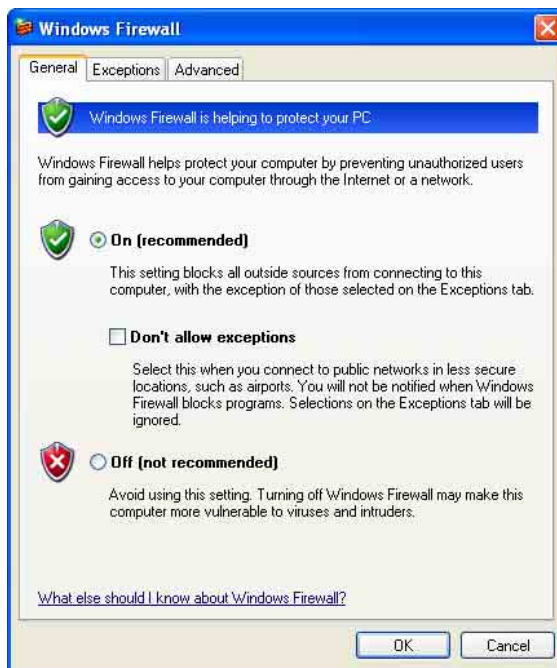 Windows Firewall
General
Exceptions
Advanced
Windows Firewall is helping to protect your PC
Windows Firewall helps protect your computer by preventing unauthorized users
from gaining access to your computer through the Internet or a network.
On (recommended)
This setting blocks all outside sources from connecting to this
computer, with the exception of those selected on the Exceptions tab.
Don't allow exceptions
Select this when you connect to public networks in less secure
locations, such as airports. You will not be notified when Windows
Firewall blocks programs. Selections on the Exceptions tab will be
ignored.
Off (not recommended)
Avoid using this setting. Turning off Windows Firewall may make this
computer more vulnerable to viruses and intruders.
What else should I know about Windows Firewall?
OK
Cancel